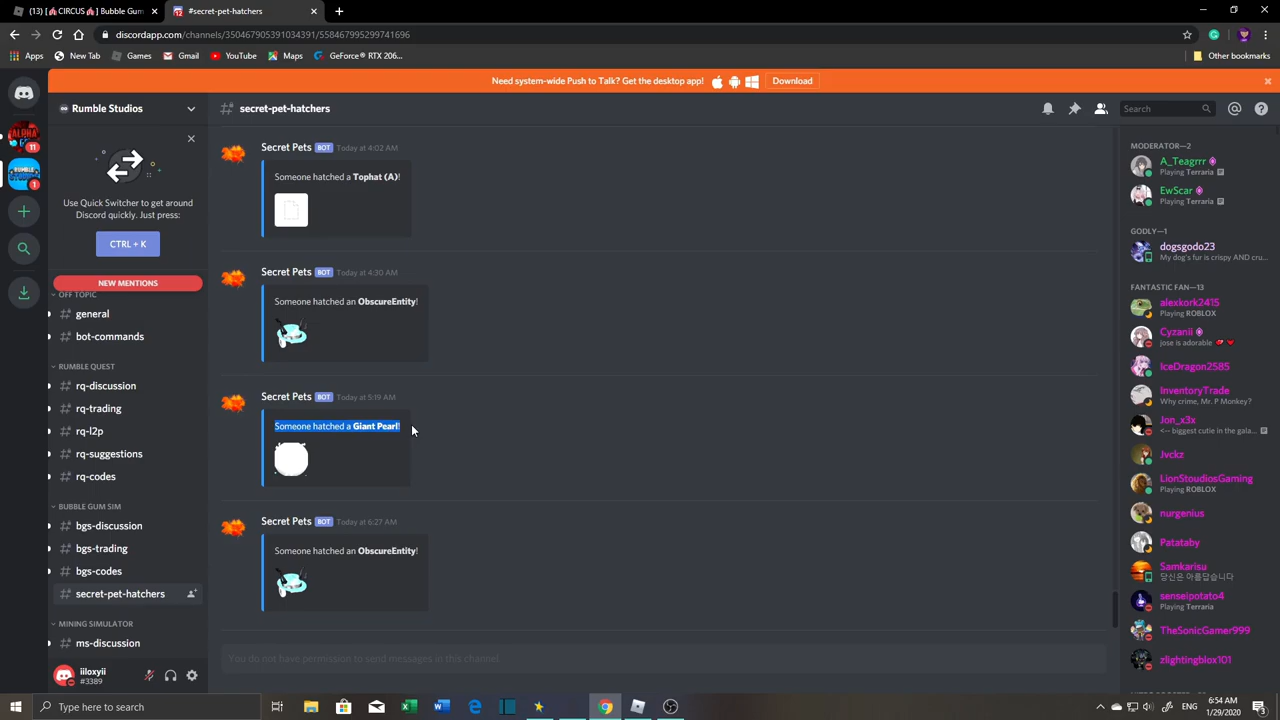 (13) [🎪 CIRCUS 🎪] Bubble Gum
#secret-pet-hatchers
discordapp.com/channels/350467905391034391/558467995299741696
Apps
New Tab
Games
Gmail
YouTube
Maps
GeForce® RTX 206...
Other bookmarks
Need system-wide Push to Talk? Get the desktop app!
Download
Rumble Studios
secret-pet-hatchers
Search
Use Quick Switcher to get around
Discord quickly. Just press:
CTRL + K
NEW MENTIONS
OFF TOPIC
general
bot-commands
RUMBLE QUEST
rq-discussion
rq-trading
rq-l2p
rq-suggestions
rq-codes
BUBBLE GUM SIM
bgs-discussion
bgs-trading
bgs-codes
secret-pet-hatchers
MINING SIMULATOR
ms-discussion
iiloxyii
#3389
11
1
Secret Pets BOT Today at 4:02 AM
Someone hatched a Tophat (A)!
Secret Pets BOT Today at 4:30 AM
Someone hatched an ObscureEntity!
Secret Pets BOT Today at 5:19 AM
Someone hatched a Giant Pearl!
Secret Pets BOT Today at 6:27 AM
Someone hatched an ObscureEntity!
You do not have permission to send messages in this channel.
MODERATOR—2
A_Teagrrr
Playing Terraria
EwScar
Playing Terraria
GODLY—1
dogsgodo23
My dog's fur is crispy AND cru...
FANTASTIC FAN—13
alexkork2415
Playing ROBLOX
Cyzanii
jose is adorable
IceDragon2585
InventoryTrade
Why crime, Mr. P Monkey?
Jon_x3x
<-- biggest cutie in the gala...
Jvckz
LionStoudiosGaming
Playing ROBLOX
nurgenius
Patataby
Samkarisu
당신은 아름답습니다
senseipotato4
Playing Terraria
TheSonicGamer999
zlightingblox101
Type here to search
6:54 AM
1/29/2020